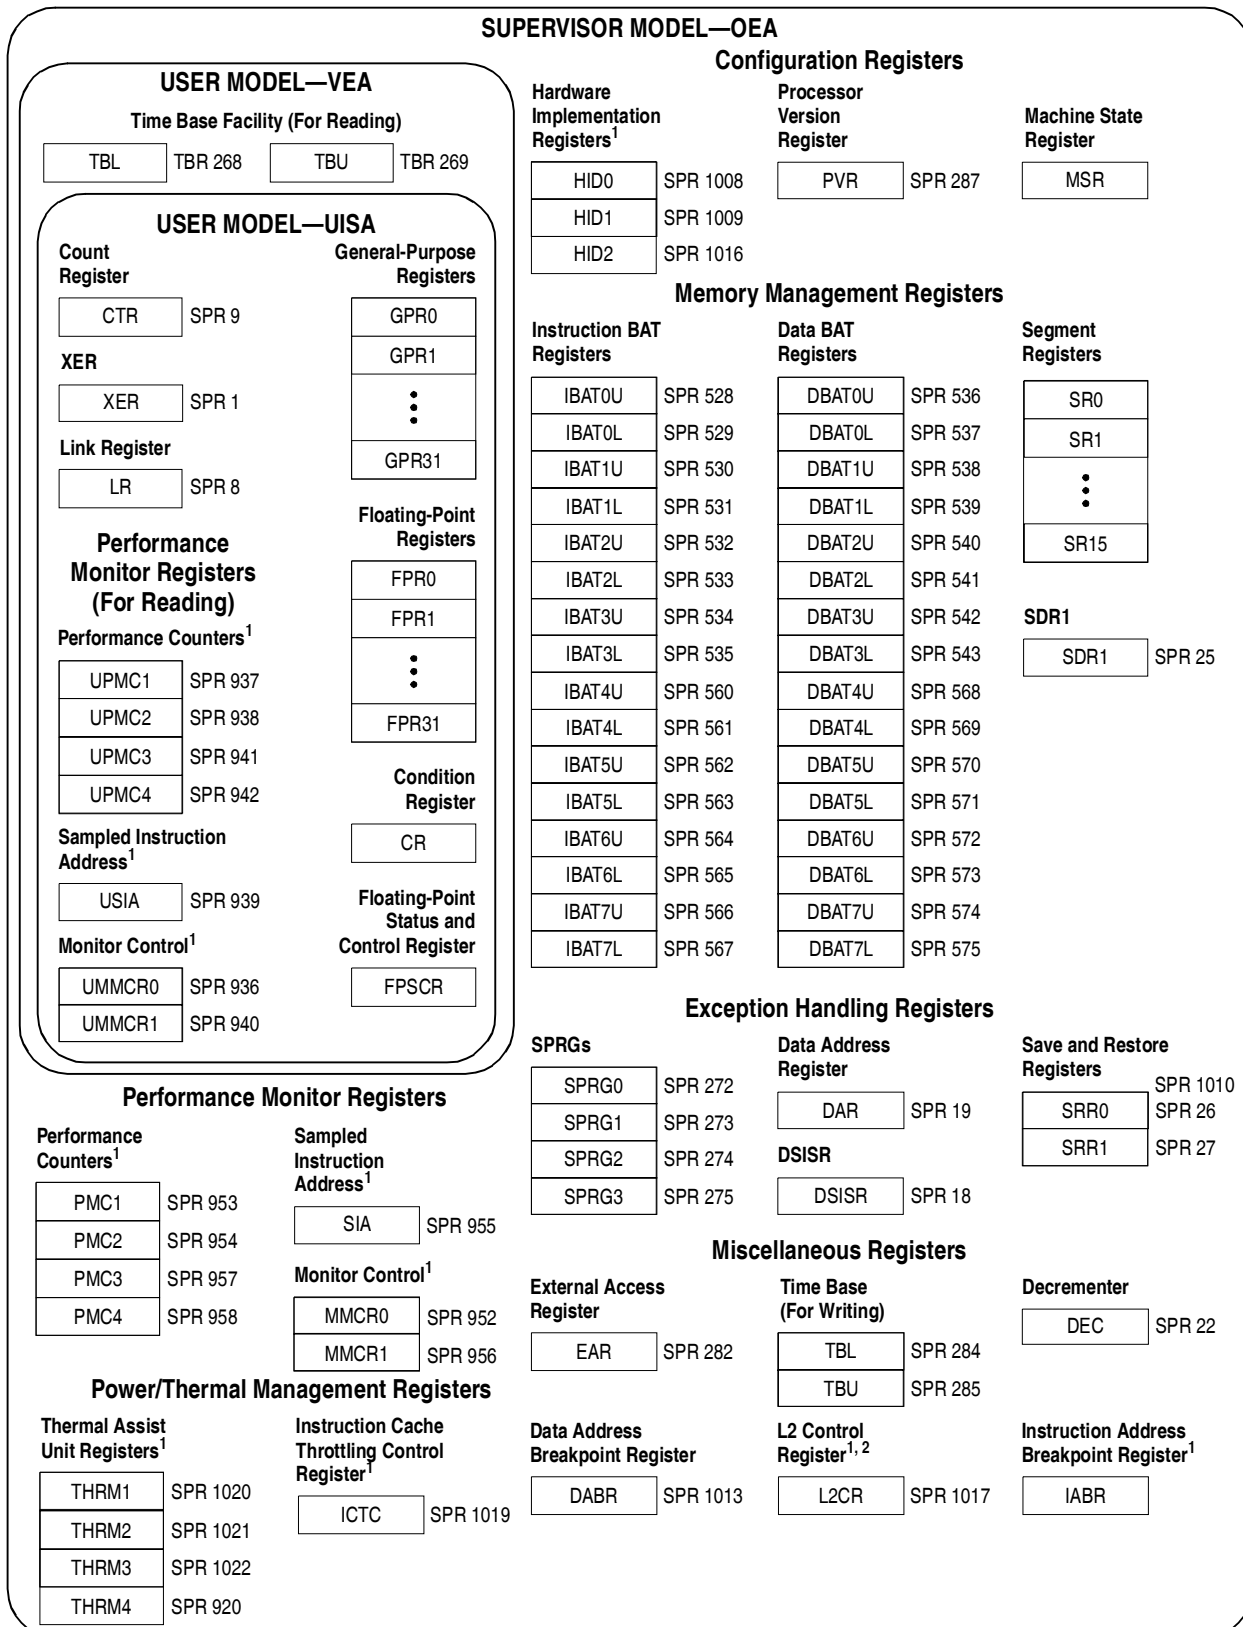 SUPERVISOR MODEL—OEA
USER MODEL—VEA
Time Base Facility (For Reading)
TBL TBR 268 TBU TBR 269
USER MODEL—UISA
Count
Register
CTR SPR 9
XER
XER SPR 1
Link Register
LR SPR 8
Performance
Monitor Registers
(For Reading)
Performance Counters1
UPMC1 SPR 937
UPMC2 SPR 938
UPMC3 SPR 941
UPMC4 SPR 942
Sampled Instruction
Address1
USIA SPR 939
Monitor Control1
UMMCR0 SPR 936
UMMCR1 SPR 940
General-Purpose
Registers
GPR0
GPR1
GPR31
Floating-Point
Registers
FPR0
FPR1
FPR31
Condition
Register
CR
Floating-Point
Status and
Control Register
FPSCR
Configuration Registers
Hardware
Implementation
Registers1
HID0 SPR 1008
HID1 SPR 1009
HID2 SPR 1016
Processor
Version
Register
PVR SPR 287
Machine State
Register
MSR
Memory Management Registers
Instruction BAT
Registers
IBAT0U SPR 528
IBAT0L SPR 529
IBAT1U SPR 530
IBAT1L SPR 531
IBAT2U SPR 532
IBAT2L SPR 533
IBAT3U SPR 534
IBAT3L SPR 535
IBAT4U SPR 560
IBAT4L SPR 561
IBAT5U SPR 562
IBAT5L SPR 563
IBAT6U SPR 564
IBAT6L SPR 565
IBAT7U SPR 566
IBAT7L SPR 567
Data BAT
Registers
DBAT0U SPR 536
DBAT0L SPR 537
DBAT1U SPR 538
DBAT1L SPR 539
DBAT2U SPR 540
DBAT2L SPR 541
DBAT3U SPR 542
DBAT3L SPR 543
DBAT4U SPR 568
DBAT4L SPR 569
DBAT5U SPR 570
DBAT5L SPR 571
DBAT6U SPR 572
DBAT6L SPR 573
DBAT7U SPR 574
DBAT7L SPR 575
Segment
Registers
SR0
SR1
SR15
SDR1
SDR1 SPR 25
Exception Handling Registers
SPRGs
SPRG0 SPR 272
SPRG1 SPR 273
SPRG2 SPR 274
SPRG3 SPR 275
Data Address
Register
DAR SPR 19
DSISR
DSISR SPR 18
Save and Restore
Registers
SPR 1010
SRR0 SPR 26
SRR1 SPR 27
Performance Monitor Registers
Performance
Counters1
PMC1 SPR 953
PMC2 SPR 954
PMC3 SPR 957
PMC4 SPR 958
Sampled
Instruction
Address1
SIA SPR 955
Monitor Control1
MMCR0 SPR 952
MMCR1 SPR 956
Miscellaneous Registers
External Access
Register
EAR SPR 282
Time Base
(For Writing)
TBL SPR 284
TBU SPR 285
Decrementer
DEC SPR 22
Data Address
Breakpoint Register
DABR SPR 1013
L2 Control
Register1, 2
L2CR SPR 1017
Instruction Address
Breakpoint Register1
IABR
Power/Thermal Management Registers
Thermal Assist
Unit Registers1
THRM1 SPR 1020
THRM2 SPR 1021
THRM3 SPR 1022
THRM4 SPR 920
Instruction Cache
Throttling Control
Register1
ICTC SPR 1019